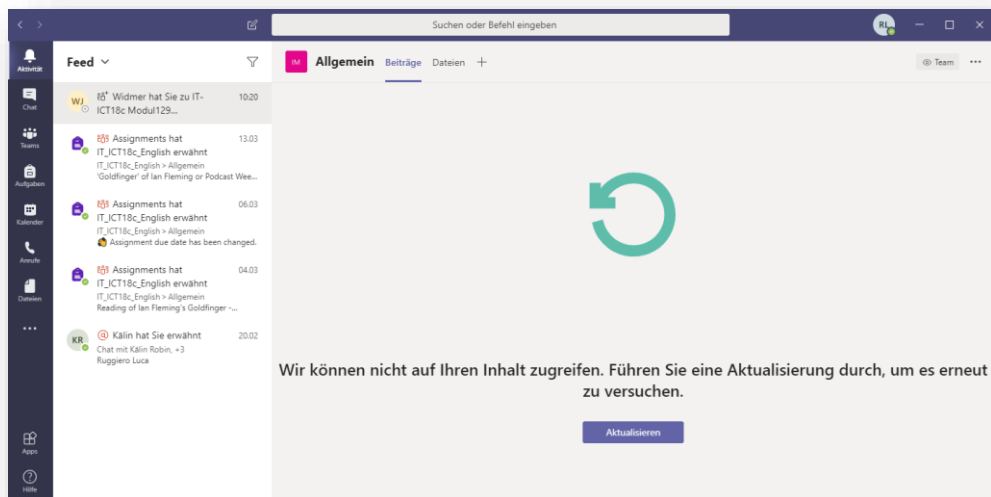 Suchen oder Befehl eingeben
RL
Aktivität
Chat
Teams
Aufgaben
Kalender
Anrufe
Dateien
Apps
Hilfe
Feed
WJ
Widmer hat Sie zu IT-
ICT18c Modul129...
10:20
Assignments hat
IT_ICT18c_English erwähnt
13.03
IT_ICT18c_English > Allgemein
'Goldfinger' of Ian Fleming or Podcast Wee...
Assignments hat
IT_ICT18c_English erwähnt
06.03
IT_ICT18c_English > Allgemein
Assignment due date has been changed.
Assignments hat
IT_ICT18c_English erwähnt
04.03
IT_ICT18c_English > Allgemein
Reading of Ian Fleming's Goldfinger -...
KR
Kälin hat Sie erwähnt
20.02
Chat mit Kälin Robin, +3
Ruggiero Luca
IM
Allgemein Beiträge Dateien +
Team
Wir können nicht auf Ihren Inhalt zugreifen. Führen Sie eine Aktualisierung durch, um es erneut
zu versuchen.
Aktualisieren